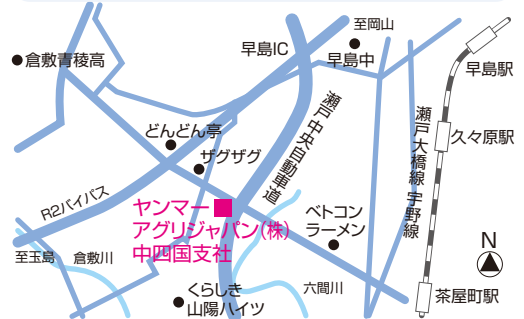 至岡山
早島IC
早島中
倉敷青稜高
早島駅
どんどん亭
ザグザグ
瀬戸中央自動車道
瀬戸大橋線 宇野線
久々原駅
R2バイパス
ヤンマー
アグリジャパン(株)
中四国支社
ベトコン
ラーメン
至玉島
倉敷川
N
くらしき
山陽ハイツ
六間川
茶屋町駅